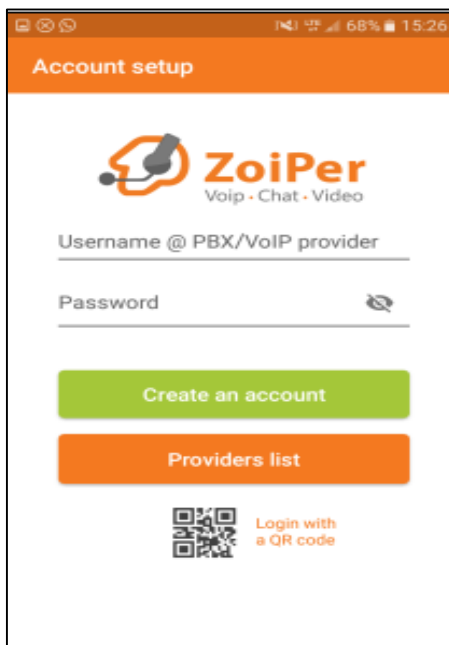 68% 15:26
Account setup
ZoiPer
Voip • Chat • Video
Username @ PBX/VoIP provider
Password
Create an account
Providers list
Login with
a QR code